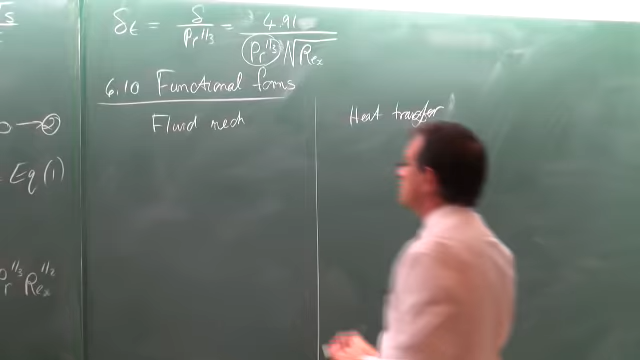 δt = δ / Pr^1/3 = 4.91 / Pr^1/3 √Rex
6.10 Functional forms
Fluid mech
Heat transfer
Eq (1)
Pr^1/3 Rex^1/2